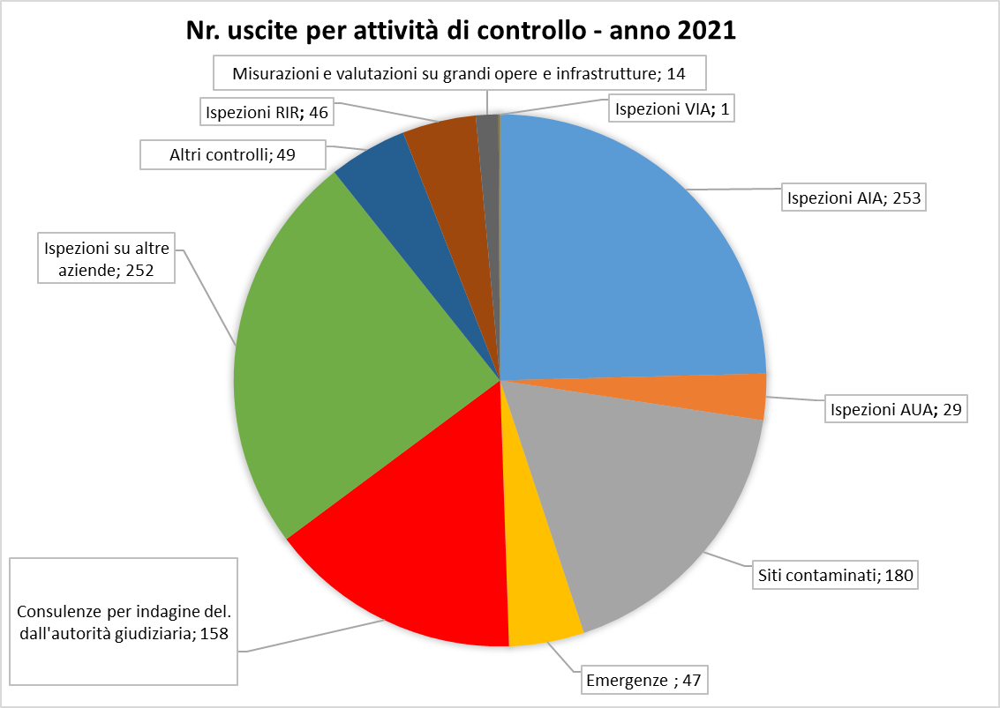 Nr. uscite per attività di controllo - anno 2021
Misurazioni e valutazioni su grandi opere e infrastrutture; 14
Ispezioni VIA; 1
Ispezioni RIR; 46
Altri controlli; 49
Ispezioni AIA; 253
Ispezioni su altre
aziende; 252
Ispezioni AUA; 29
Siti contaminati; 180
Consulenze per indagine del.
dall'autorità giudiziaria; 158
Emergenze ; 47